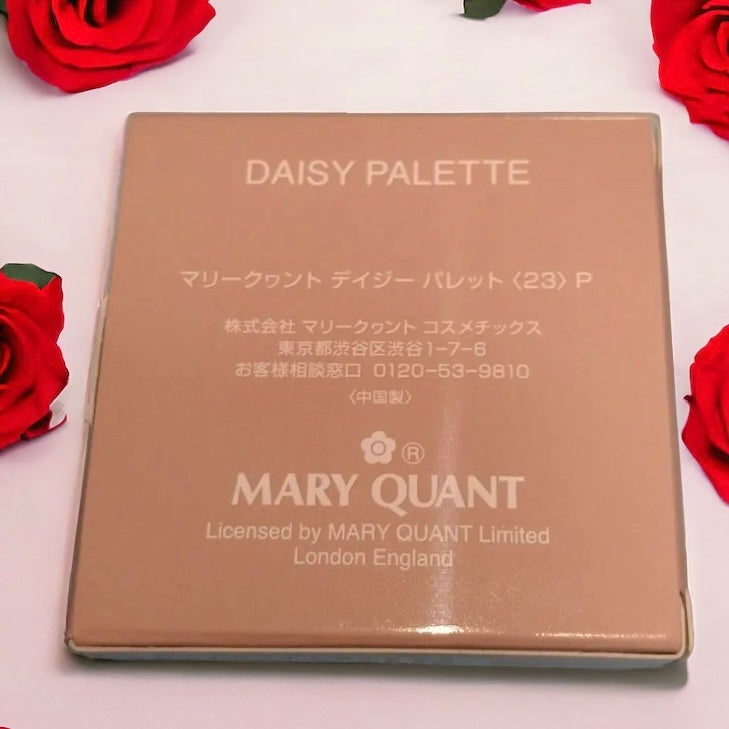 DAISY PALETTE
マリークヮント デイジー パレット〈23〉P
株式会社 マリークヮント コスメチックス
東京都渋谷区渋谷1-7-6
お客様相談窓口 0120-53-9810
〈中国製〉
®
MARY QUANT
Licensed by MARY QUANT Limited
London England